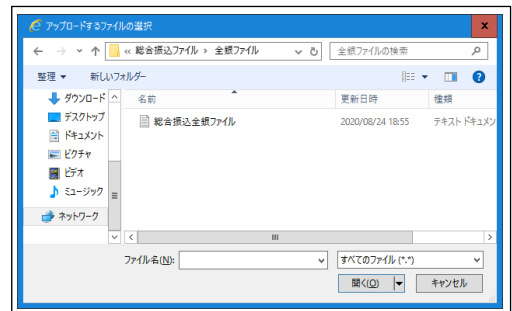 アップロードするファイルの選択
« 総合振込ファイル › 全銀ファイル
全銀ファイルの検索
整理 新しいフォルダー
名前 更新日時 種類
ダウンロード
デスクトップ
ドキュメント
ピクチャ
ビデオ
ミュージック
ネットワーク
総合振込全銀ファイル 2020/08/24 18:55 テキスト ドキュメン
ファイル名(N): すべてのファイル (*.*)
開く(O) キャンセル